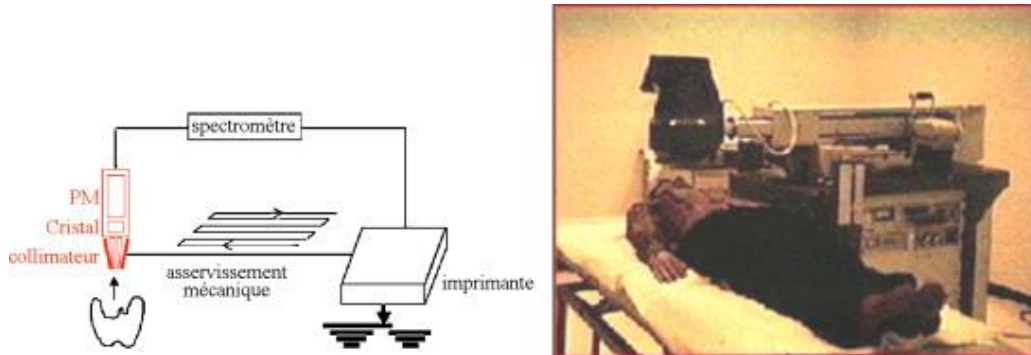 spectromètre
PM
Cristal
collimateur
asservissement
mécanique
imprimante